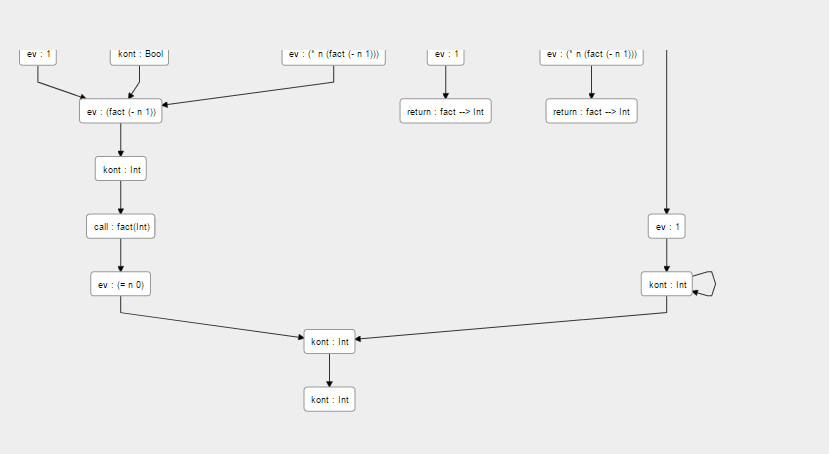 ev : 1
kont : Bool
ev : (* n (fact (- n 1)))
ev : 1
ev : (* n (fact (- n 1)))
ev : (fact (- n 1))
return : fact --> Int
return : fact --> Int
kont : Int
call : fact(Int)
ev : 1
ev : (= n 0)
kont : Int
kont : Int
kont : Int